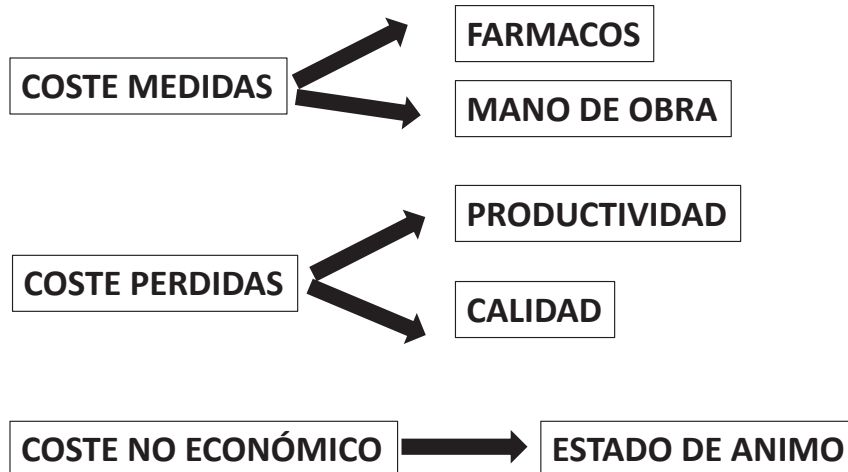 FARMACOS
COSTE MEDIDAS
MANO DE OBRA
PRODUCTIVIDAD
COSTE PERDIDAS
CALIDAD
COSTE NO ECONÓMICO
ESTADO DE ANIMO